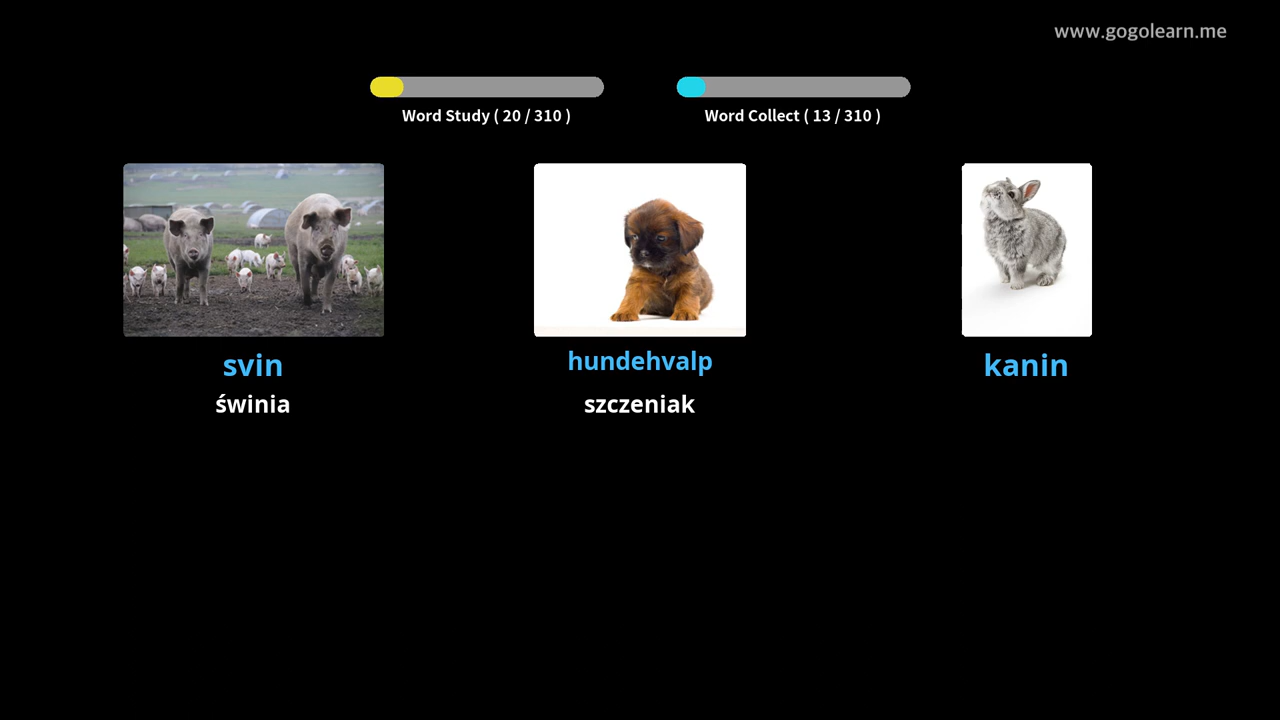 www.gogolearn.me
Word Study ( 20 / 310 )
Word Collect ( 13 / 310 )
svin
hundehvalp
kanin
świnia
szczeniak